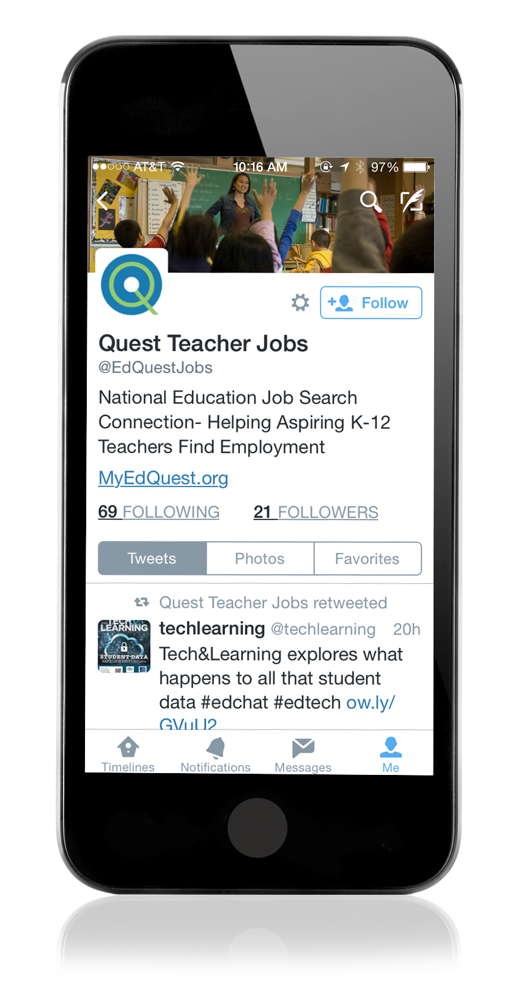 AT&T 10:16 AM 97%
Follow
Quest Teacher Jobs
@EdQuestJobs
National Education Job Search
Connection- Helping Aspiring K-12
Teachers Find Employment
MyEdQuest.org
69 FOLLOWING 21 FOLLOWERS
Tweets Photos Favorites
Quest Teacher Jobs retweeted
techlearning @techlearning 20h
TECH&
LEARNING
STUDENT DATA
Tech&Learning explores what
happens to all that student
data #edchat #edtech ow.ly/
GVuU2
Timelines Notifications Messages Me